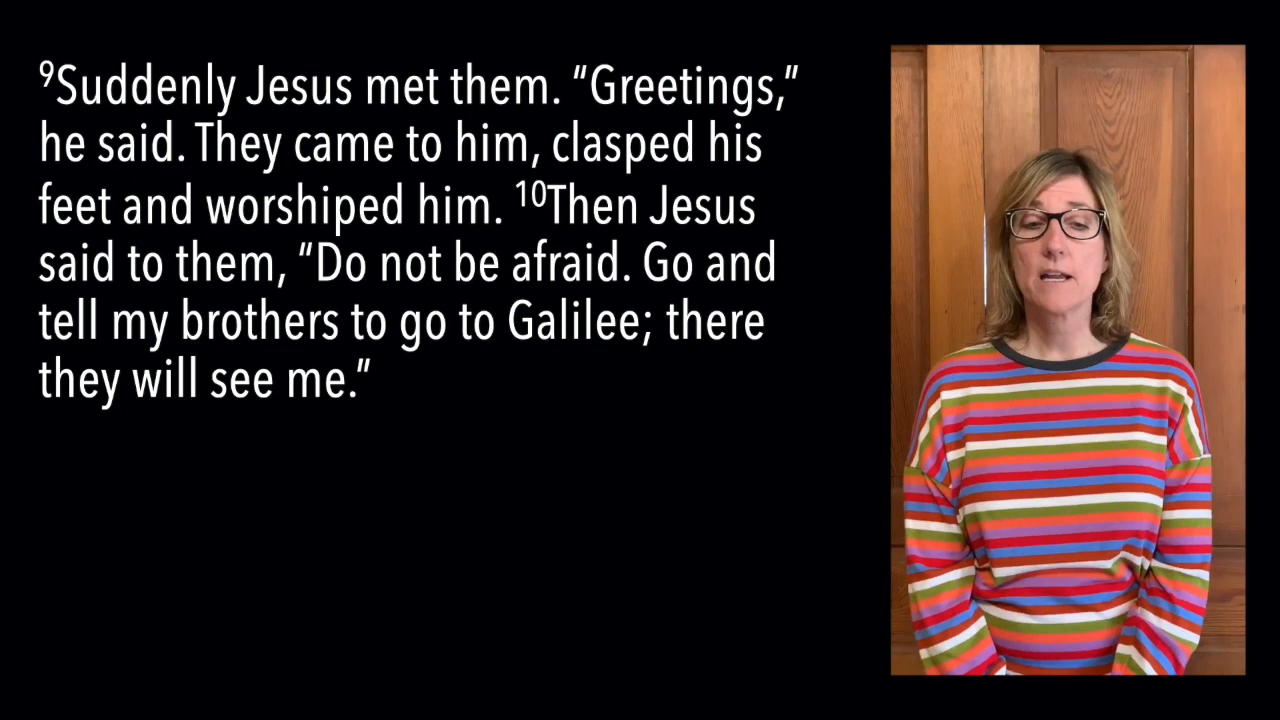 ⁹Suddenly Jesus met them. “Greetings,”
he said. They came to him, clasped his
feet and worshiped him. ¹⁰Then Jesus
said to them, “Do not be afraid. Go and
tell my brothers to go to Galilee; there
they will see me.”